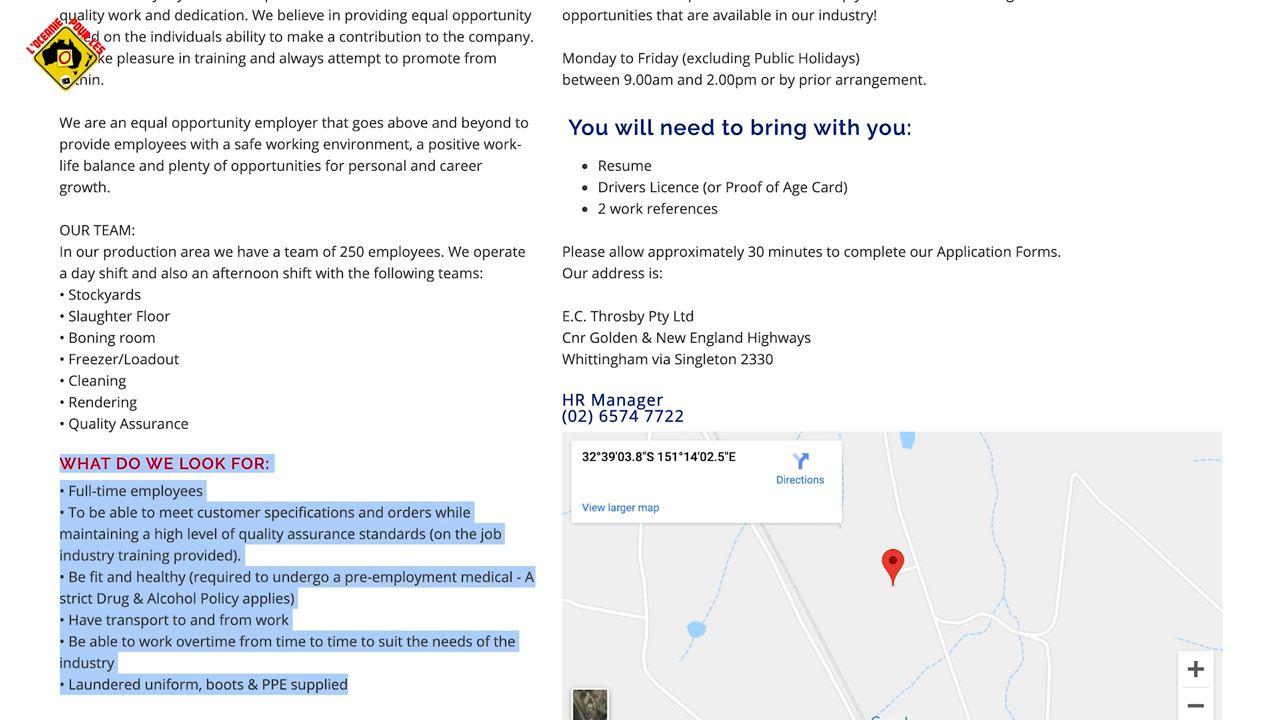 quality work and dedication. We believe in providing equal opportunity
on the individuals ability to make a contribution to the company.
pleasure in training and always attempt to promote from
We are an equal opportunity employer that goes above and beyond to
provide employees with a safe working environment, a positive work-
life balance and plenty of opportunities for personal and career
growth.
OUR TEAM:
In our production area we have a team of 250 employees. We operate
a day shift and also an afternoon shift with the following teams:
• Stockyards
• Slaughter Floor
• Boning room
• Freezer/Loadout
• Cleaning
• Rendering
• Quality Assurance
WHAT DO WE LOOK FOR:
• Full-time employees
• To be able to meet customer specifications and orders while
maintaining a high level of quality assurance standards (on the job
industry training provided).
• Be fit and healthy (required to undergo a pre-employment medical - A
strict Drug & Alcohol Policy applies)
• Have transport to and from work
• Be able to work overtime from time to time to suit the needs of the
industry
• Laundered uniform, boots & PPE supplied
opportunities that are available in our industry!
Monday to Friday (excluding Public Holidays)
between 9.00am and 2.00pm or by prior arrangement.
You will need to bring with you:
• Resume
• Drivers Licence (or Proof of Age Card)
• 2 work references
Please allow approximately 30 minutes to complete our Application Forms.
Our address is:
E.C. Throsby Pty Ltd
Cnr Golden & New England Highways
Whittingham via Singleton 2330
HR Manager
(02) 6574 7722
32°39'03.8"S 151°14'02.5"E
Directions
View larger map
L'OCEANIE POUR LES